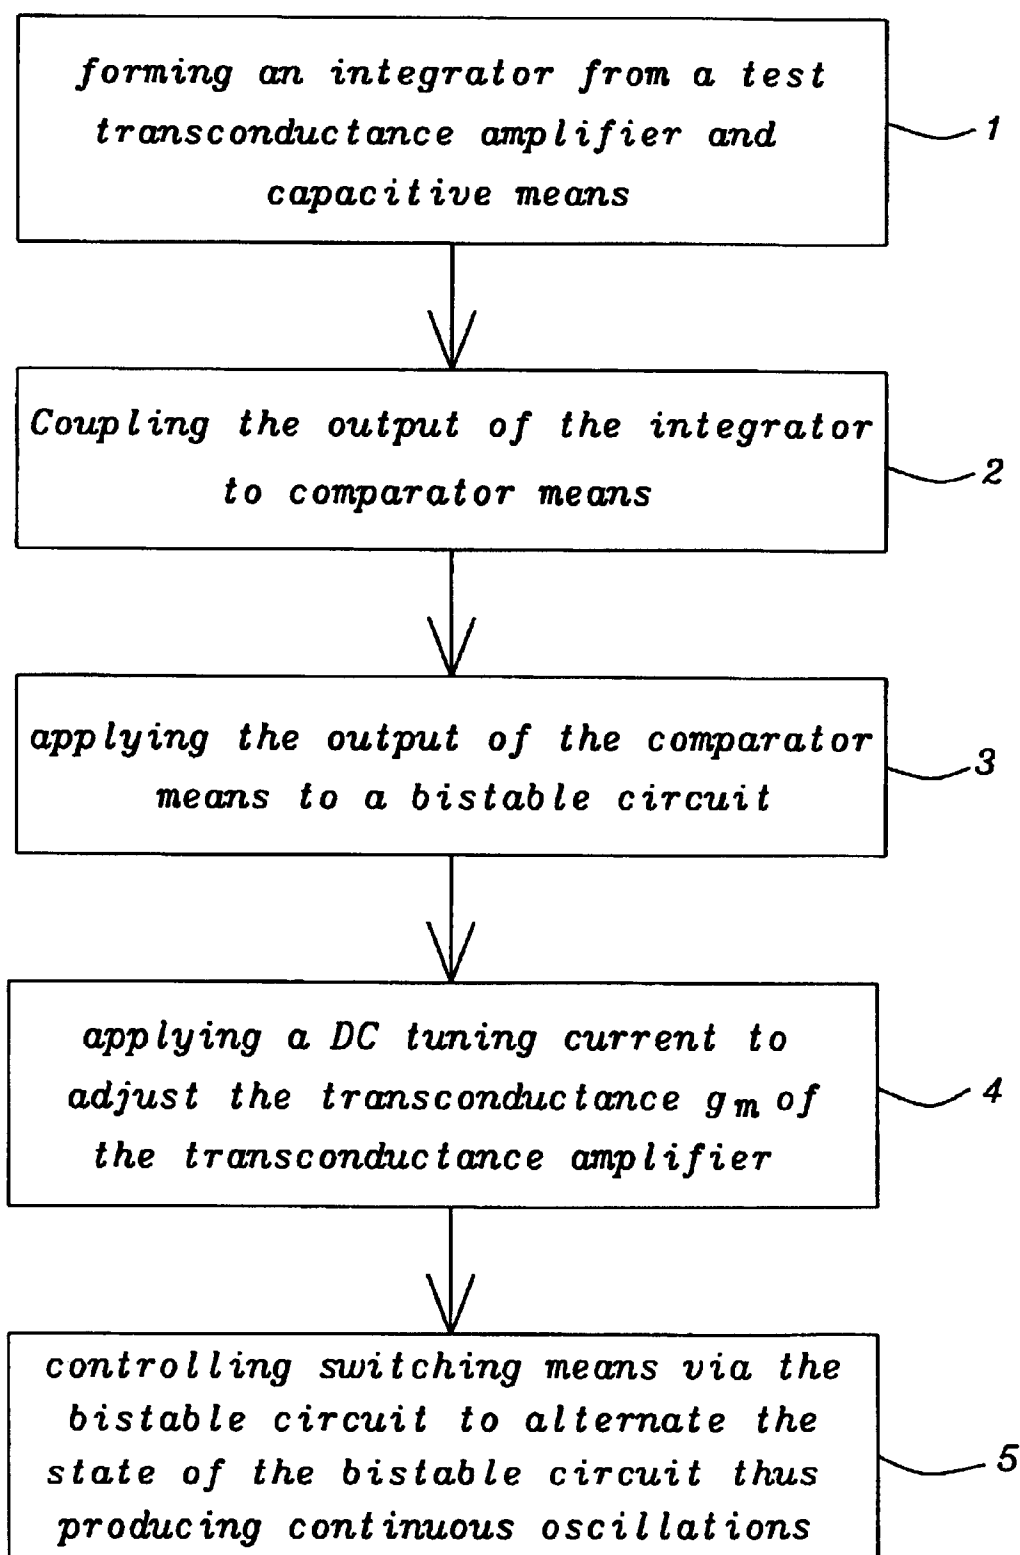 forming an integrator from a test
transconductance amplifier and
capacitive means
1
Coupling the output of the integrator
to comparator means
2
applying the output of the comparator
means to a bistable circuit
3
applying a DC tuning current to
adjust the transconductance gm of
the transconductance amplifier
4
controlling switching means via the
bistable circuit to alternate the
state of the bistable circuit thus
producing continuous oscillations
5